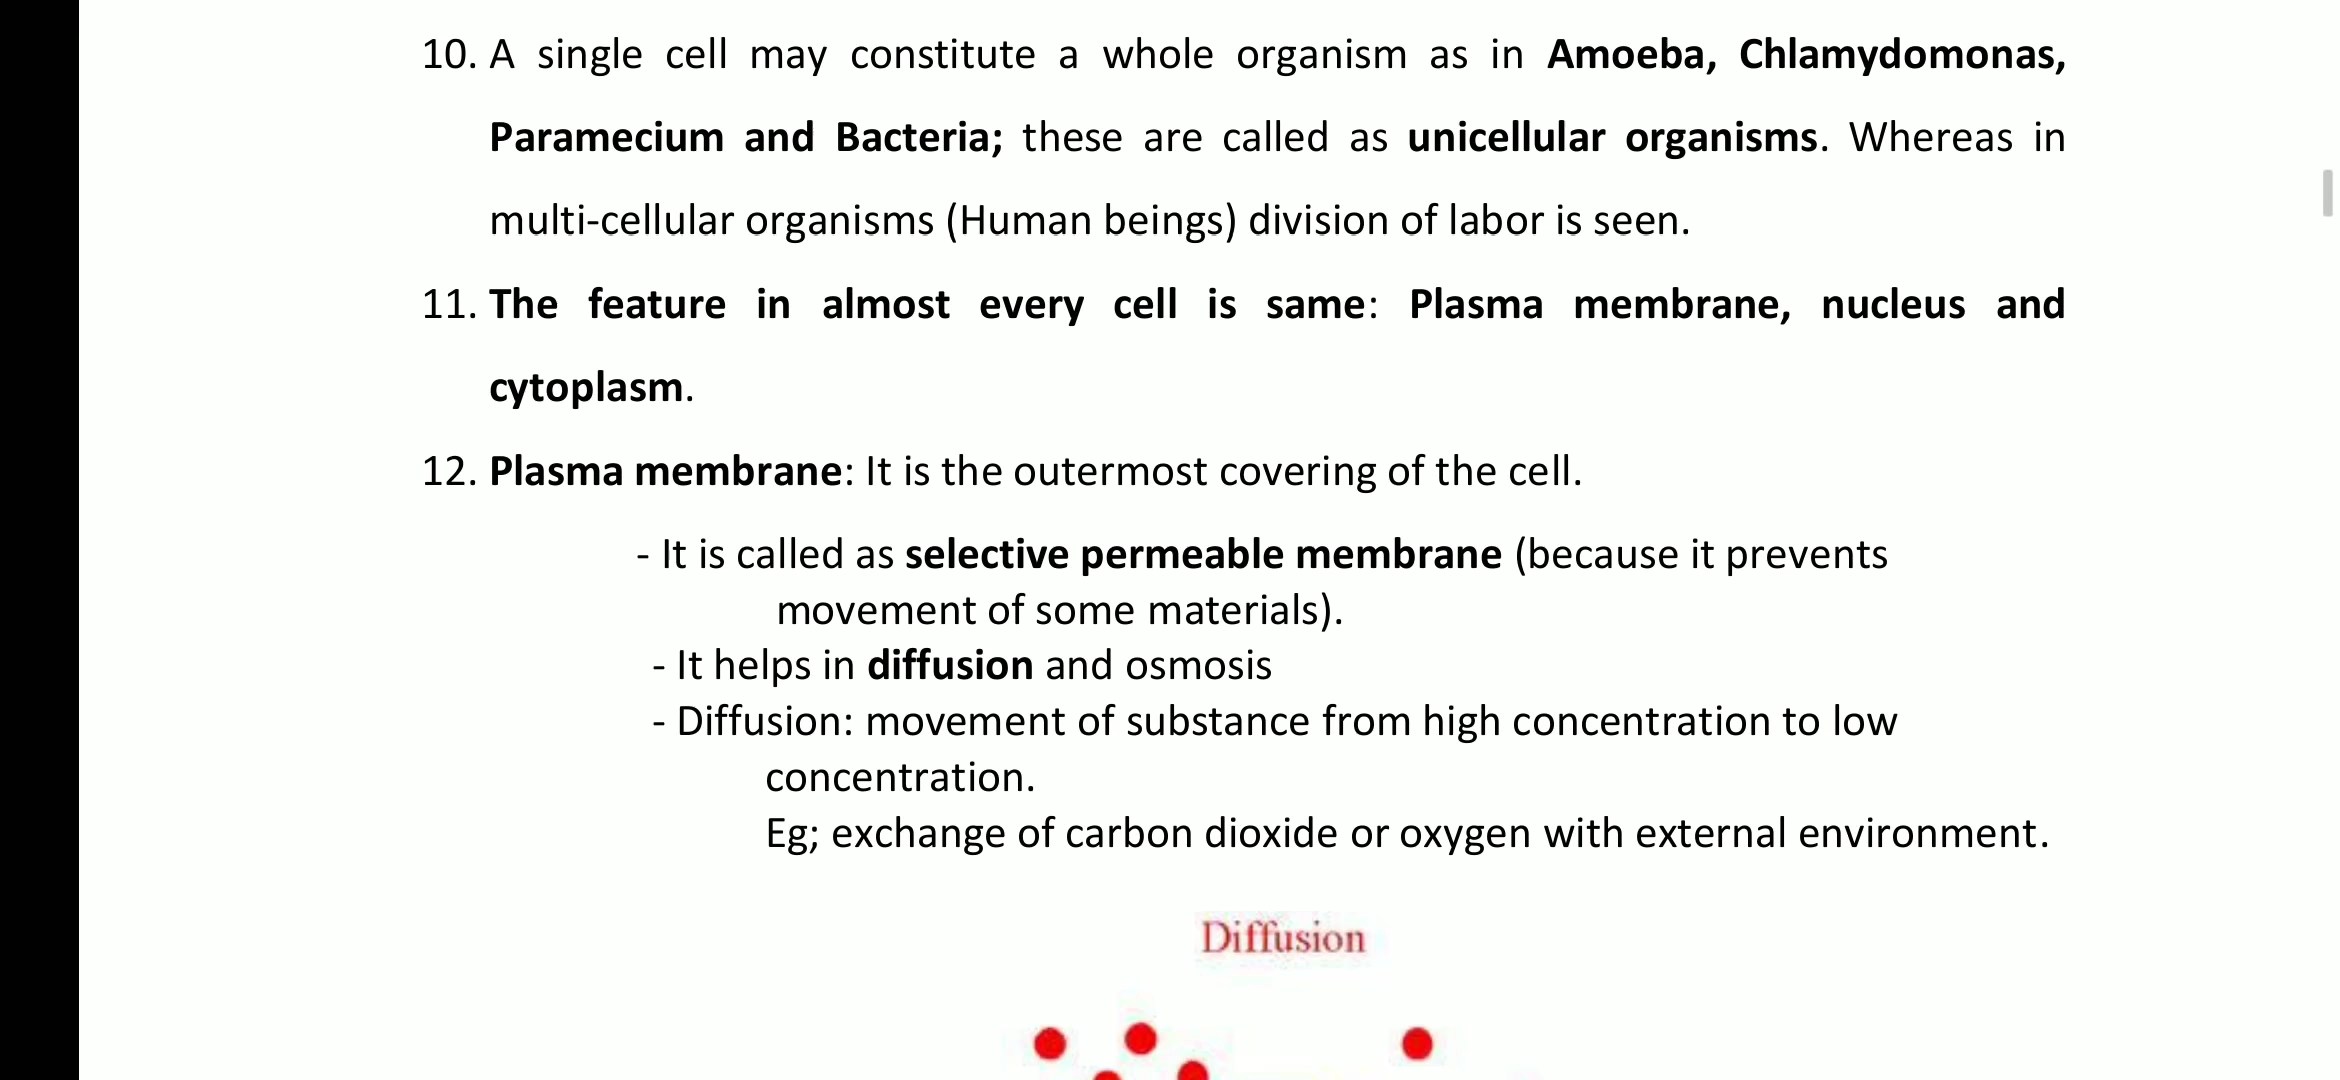 10. A single cell may constitute a whole organism as in Amoeba, Chlamydomonas,
Paramecium and Bacteria; these are called as unicellular organisms. Whereas in
multi-cellular organisms (Human beings) division of labor is seen.
11. The feature in almost every cell is same: Plasma membrane, nucleus and
cytoplasm.
12. Plasma membrane: It is the outermost covering of the cell.
- It is called as selective permeable membrane (because it prevents
movement of some materials).
- It helps in diffusion and osmosis
- Diffusion: movement of substance from high concentration to low
concentration.
Eg; exchange of carbon dioxide or oxygen with external environment.
Diffusion